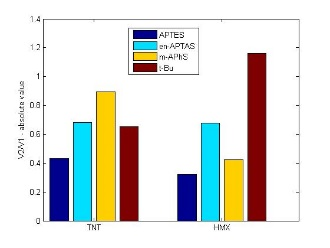 1.4
1.2
1
0.8
0.6
0.4
0.2
0
V2/V1 - absolute value
APTES
en-APTAS
m-APhS
t-Bu
TNT
HMX